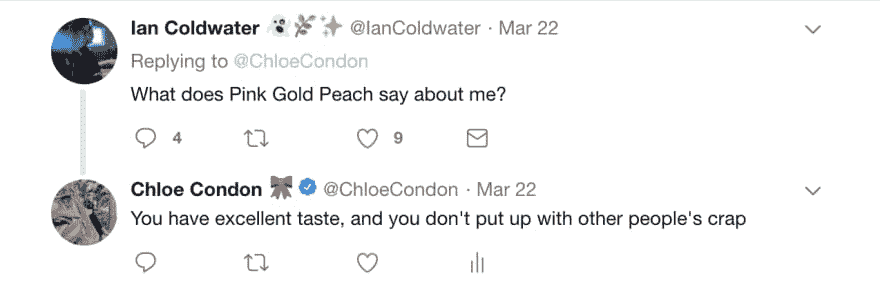 Ian Coldwater 👻🌿✨ @IanColdwater · Mar 22
Replying to @ChloeCondon
What does Pink Gold Peach say about me?
4 9
Chloe Condon 🎀 @ChloeCondon · Mar 22
You have excellent taste, and you don't put up with other people's crap